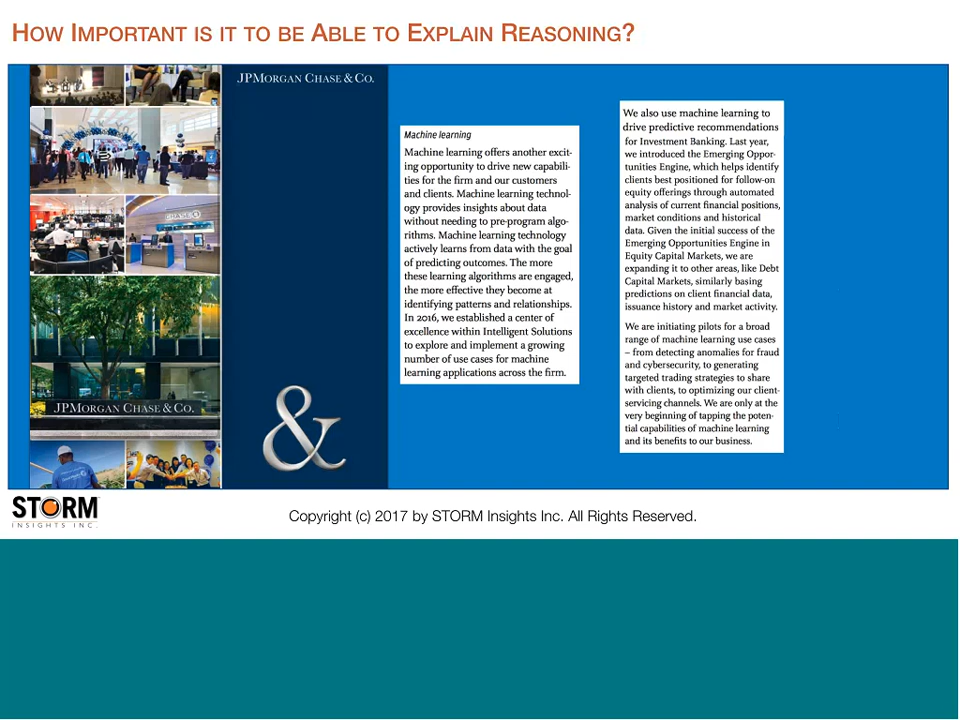 How Important is it to be Able to Explain Reasoning?
JPMorgan Chase & Co.
CHASE
JPMorgan Chase & Co.
&
Machine learning
Machine learning offers another excit-
ing opportunity to drive new capabili-
ties for the firm and our customers
and clients. Machine learning technol-
ogy provides insights about data
without needing to pre-program algo-
rithms. Machine learning technology
actively learns from data with the goal
of predicting outcomes. The more
these learning algorithms are engaged,
the more effective they become at
identifying patterns and relationships.
In 2016, we established a center of
excellence within Intelligent Solutions
to explore and implement a growing
number of use cases for machine
learning applications across the firm.
We also use machine learning to
drive predictive recommendations
for Investment Banking. Last year,
we introduced the Emerging Oppor-
tunities Engine, which helps identify
clients best positioned for follow-on
equity offerings through automated
analysis of current financial positions,
market conditions and historical
data. Given the initial success of the
Emerging Opportunities Engine in
Equity Capital Markets, we are
expanding it to other areas, like Debt
Capital Markets, similarly basing
predictions on client financial data,
issuance history and market activity.
We are initiating pilots for a broad
range of machine learning use cases
– from detecting anomalies for fraud
and cybersecurity, to generating
targeted trading strategies to share
with clients, to optimizing our client-
servicing channels. We are only at the
very beginning of tapping the poten-
tial capabilities of machine learning
and its benefits to our business.
STORM
INSIGHTS INC.
Copyright (c) 2017 by STORM Insights Inc. All Rights Reserved.